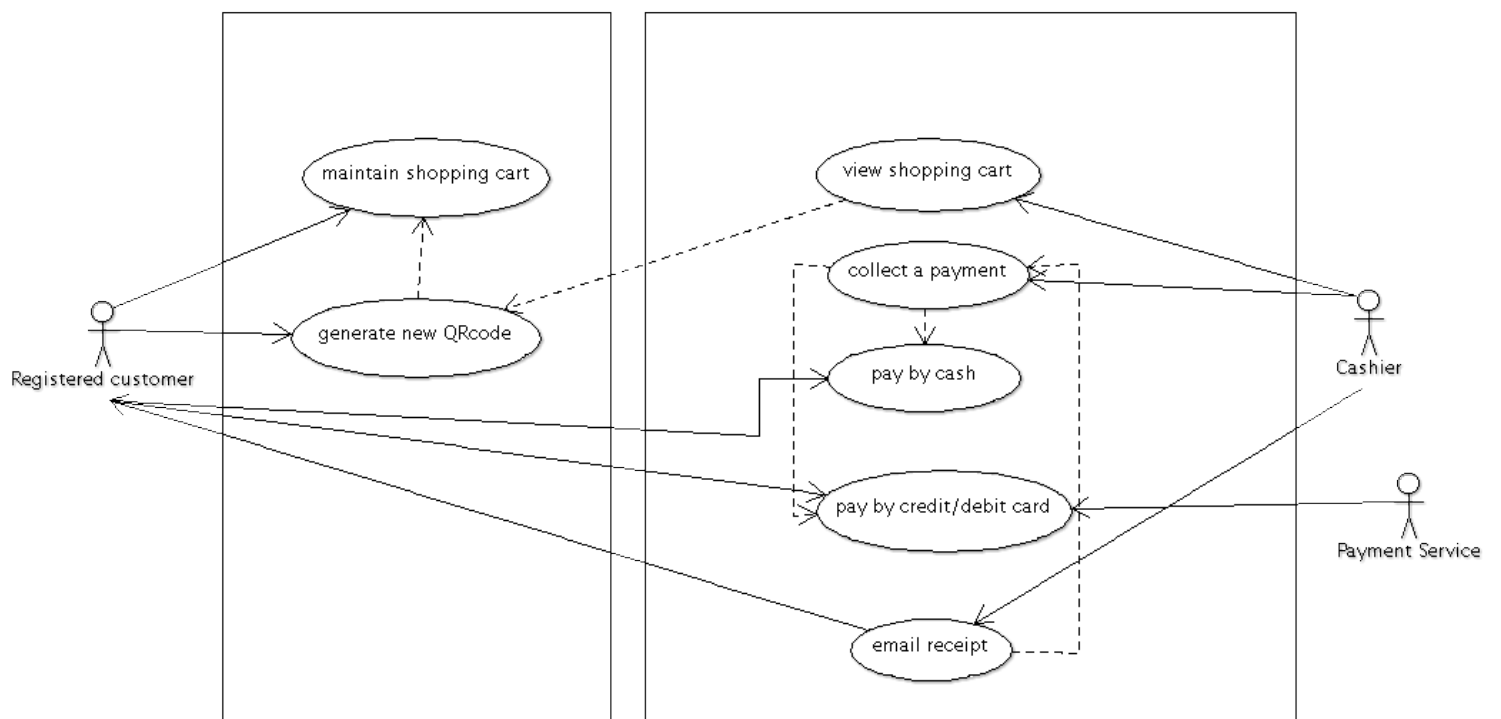 maintain shopping cart
view shopping cart
collect a payment
generate new QRcode
Registered customer
pay by cash
Cashier
pay by credit/debit card
Payment Service
email receipt